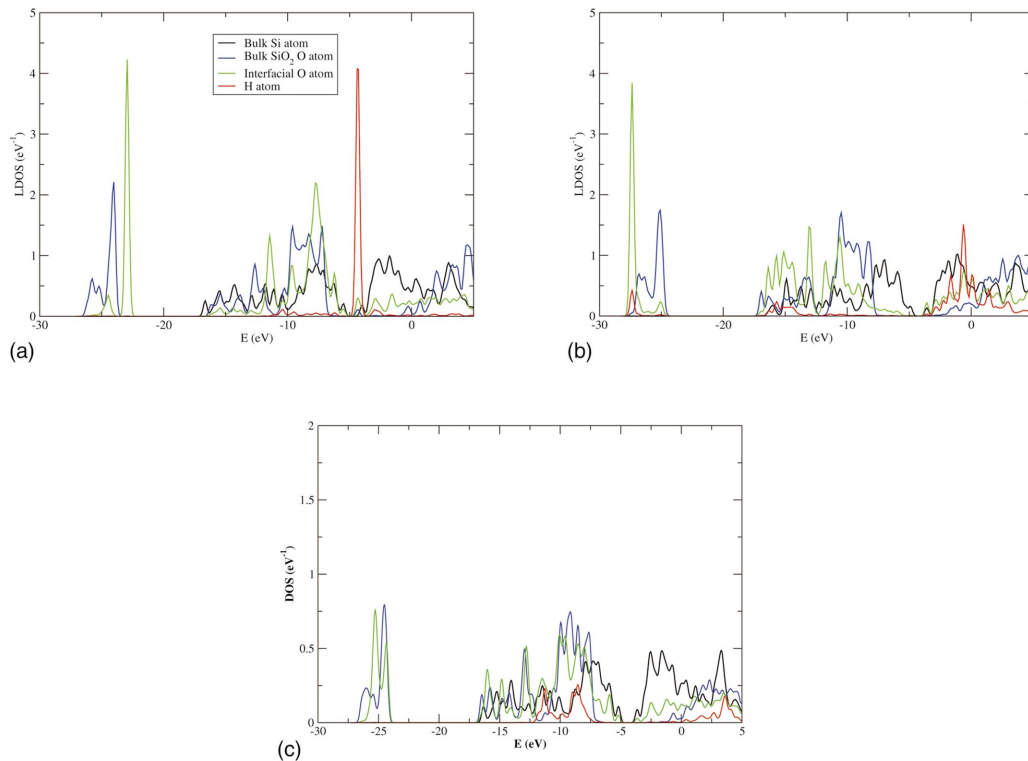 5
4
3
2
1
0
LDOS (eV⁻¹)
Bulk Si atom
Bulk SiO₂ O atom
Interfacial O atom
H atom
-30 -20 -10 0
E (eV)
(a)
5
4
3
2
1
0
LDOS (eV⁻¹)
-30 -20 -10 0
E (eV)
(b)
2
1.5
1
0.5
0
DOS (eV⁻¹)
-30 -25 -20 -15 -10 -5 0 5
E (eV)
(c)